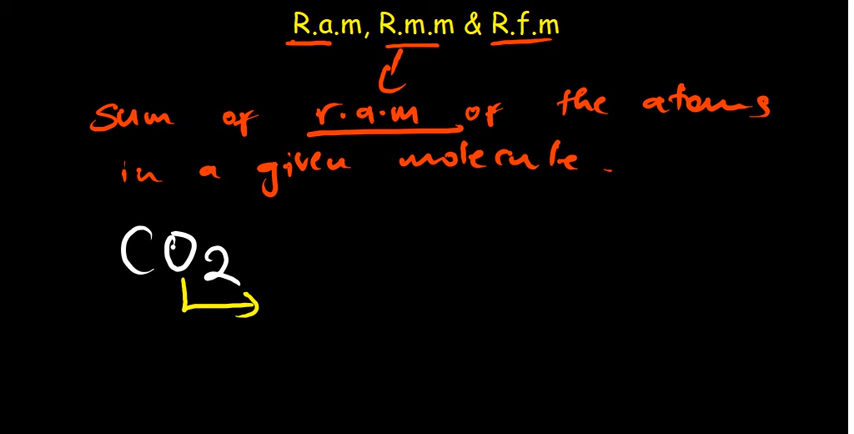 R.a.m, R.m.m & R.f.m
Sum of r.a.m of the atoms
in a given molecule.
CO2